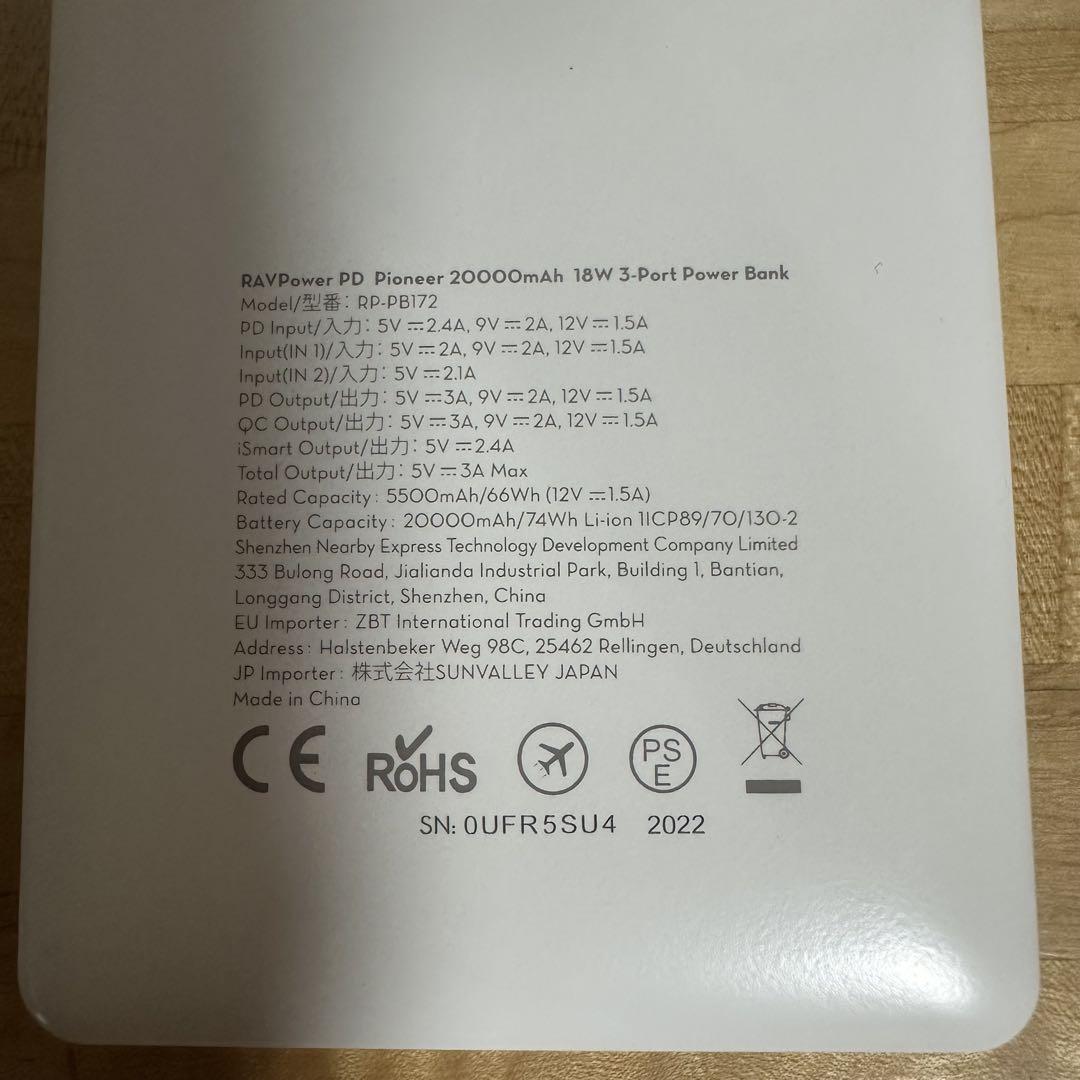 RAVPower PD Pioneer 20000mAh 18W 3-Port Power Bank
Model/型番: RP-PB172
PD Input/入力: 5V⎓2.4A, 9V⎓2A, 12V⎓1.5A
Input(IN 1)/入力: 5V⎓2A, 9V⎓2A, 12V⎓1.5A
Input(IN 2)/入力: 5V⎓2.1A
PD Output/出力: 5V⎓3A, 9V⎓2A, 12V⎓1.5A
QC Output/出力: 5V⎓3A, 9V⎓2A, 12V⎓1.5A
iSmart Output/出力: 5V⎓2.4A
Total Output/出力: 5V⎓3A Max
Rated Capacity: 5500mAh/66Wh (12V⎓1.5A)
Battery Capacity: 20000mAh/74Wh Li-ion 1ICP89/70/130-2
Shenzhen Nearby Express Technology Development Company Limited
333 Bulong Road, Jialianda Industrial Park, Building 1, Bantian,
Longgang District, Shenzhen, China
EU Importer: ZBT International Trading GmbH
Address: Halstenbeker Weg 98C, 25462 Rellingen, Deutschland
JP Importer: 株式会社SUNVALLEY JAPAN
Made in China
CE RoHS PSE
SN: 0UFR5SU4 2022